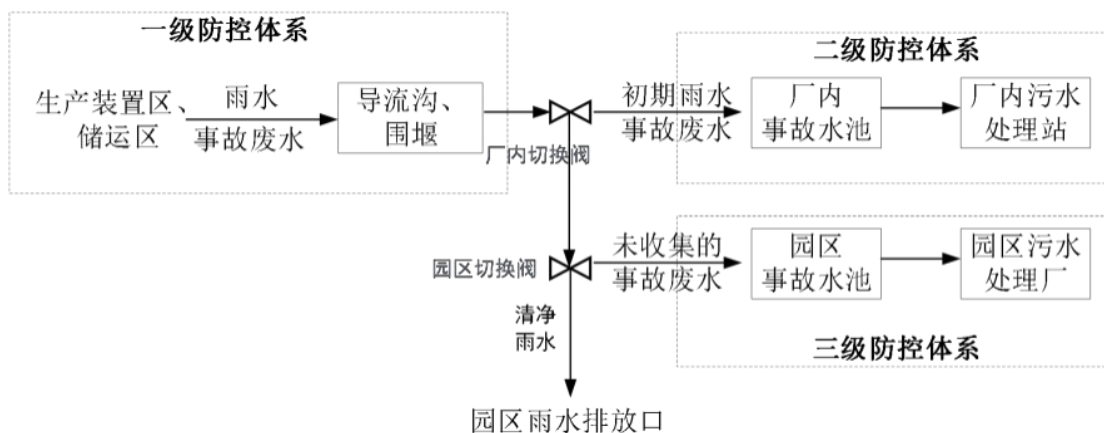 一级防控体系
生产装置区、
储运区
雨水
事故废水
导流沟、
围堰
厂内切换阀
初期雨水
事故废水
二级防控体系
厂内
事故水池
厂内污水
处理站
园区切换阀
未收集的
事故废水
园区
事故水池
园区污水
处理厂
三级防控体系
清净
雨水
园区雨水排放口